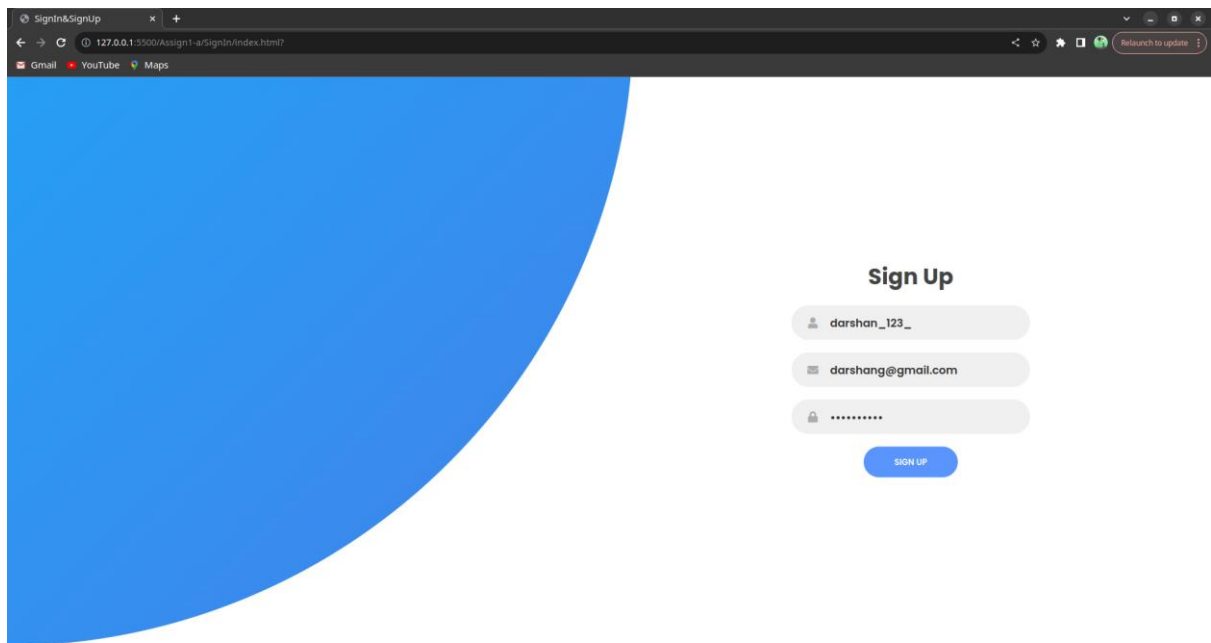 SignIn&SignUp
127.0.0.1:5500/Assign1-a/SignIn/index.html?
Relaunch to update
Gmail YouTube Maps
Sign Up
darshan_123_
darshang@gmail.com
••••••••••
SIGN UP